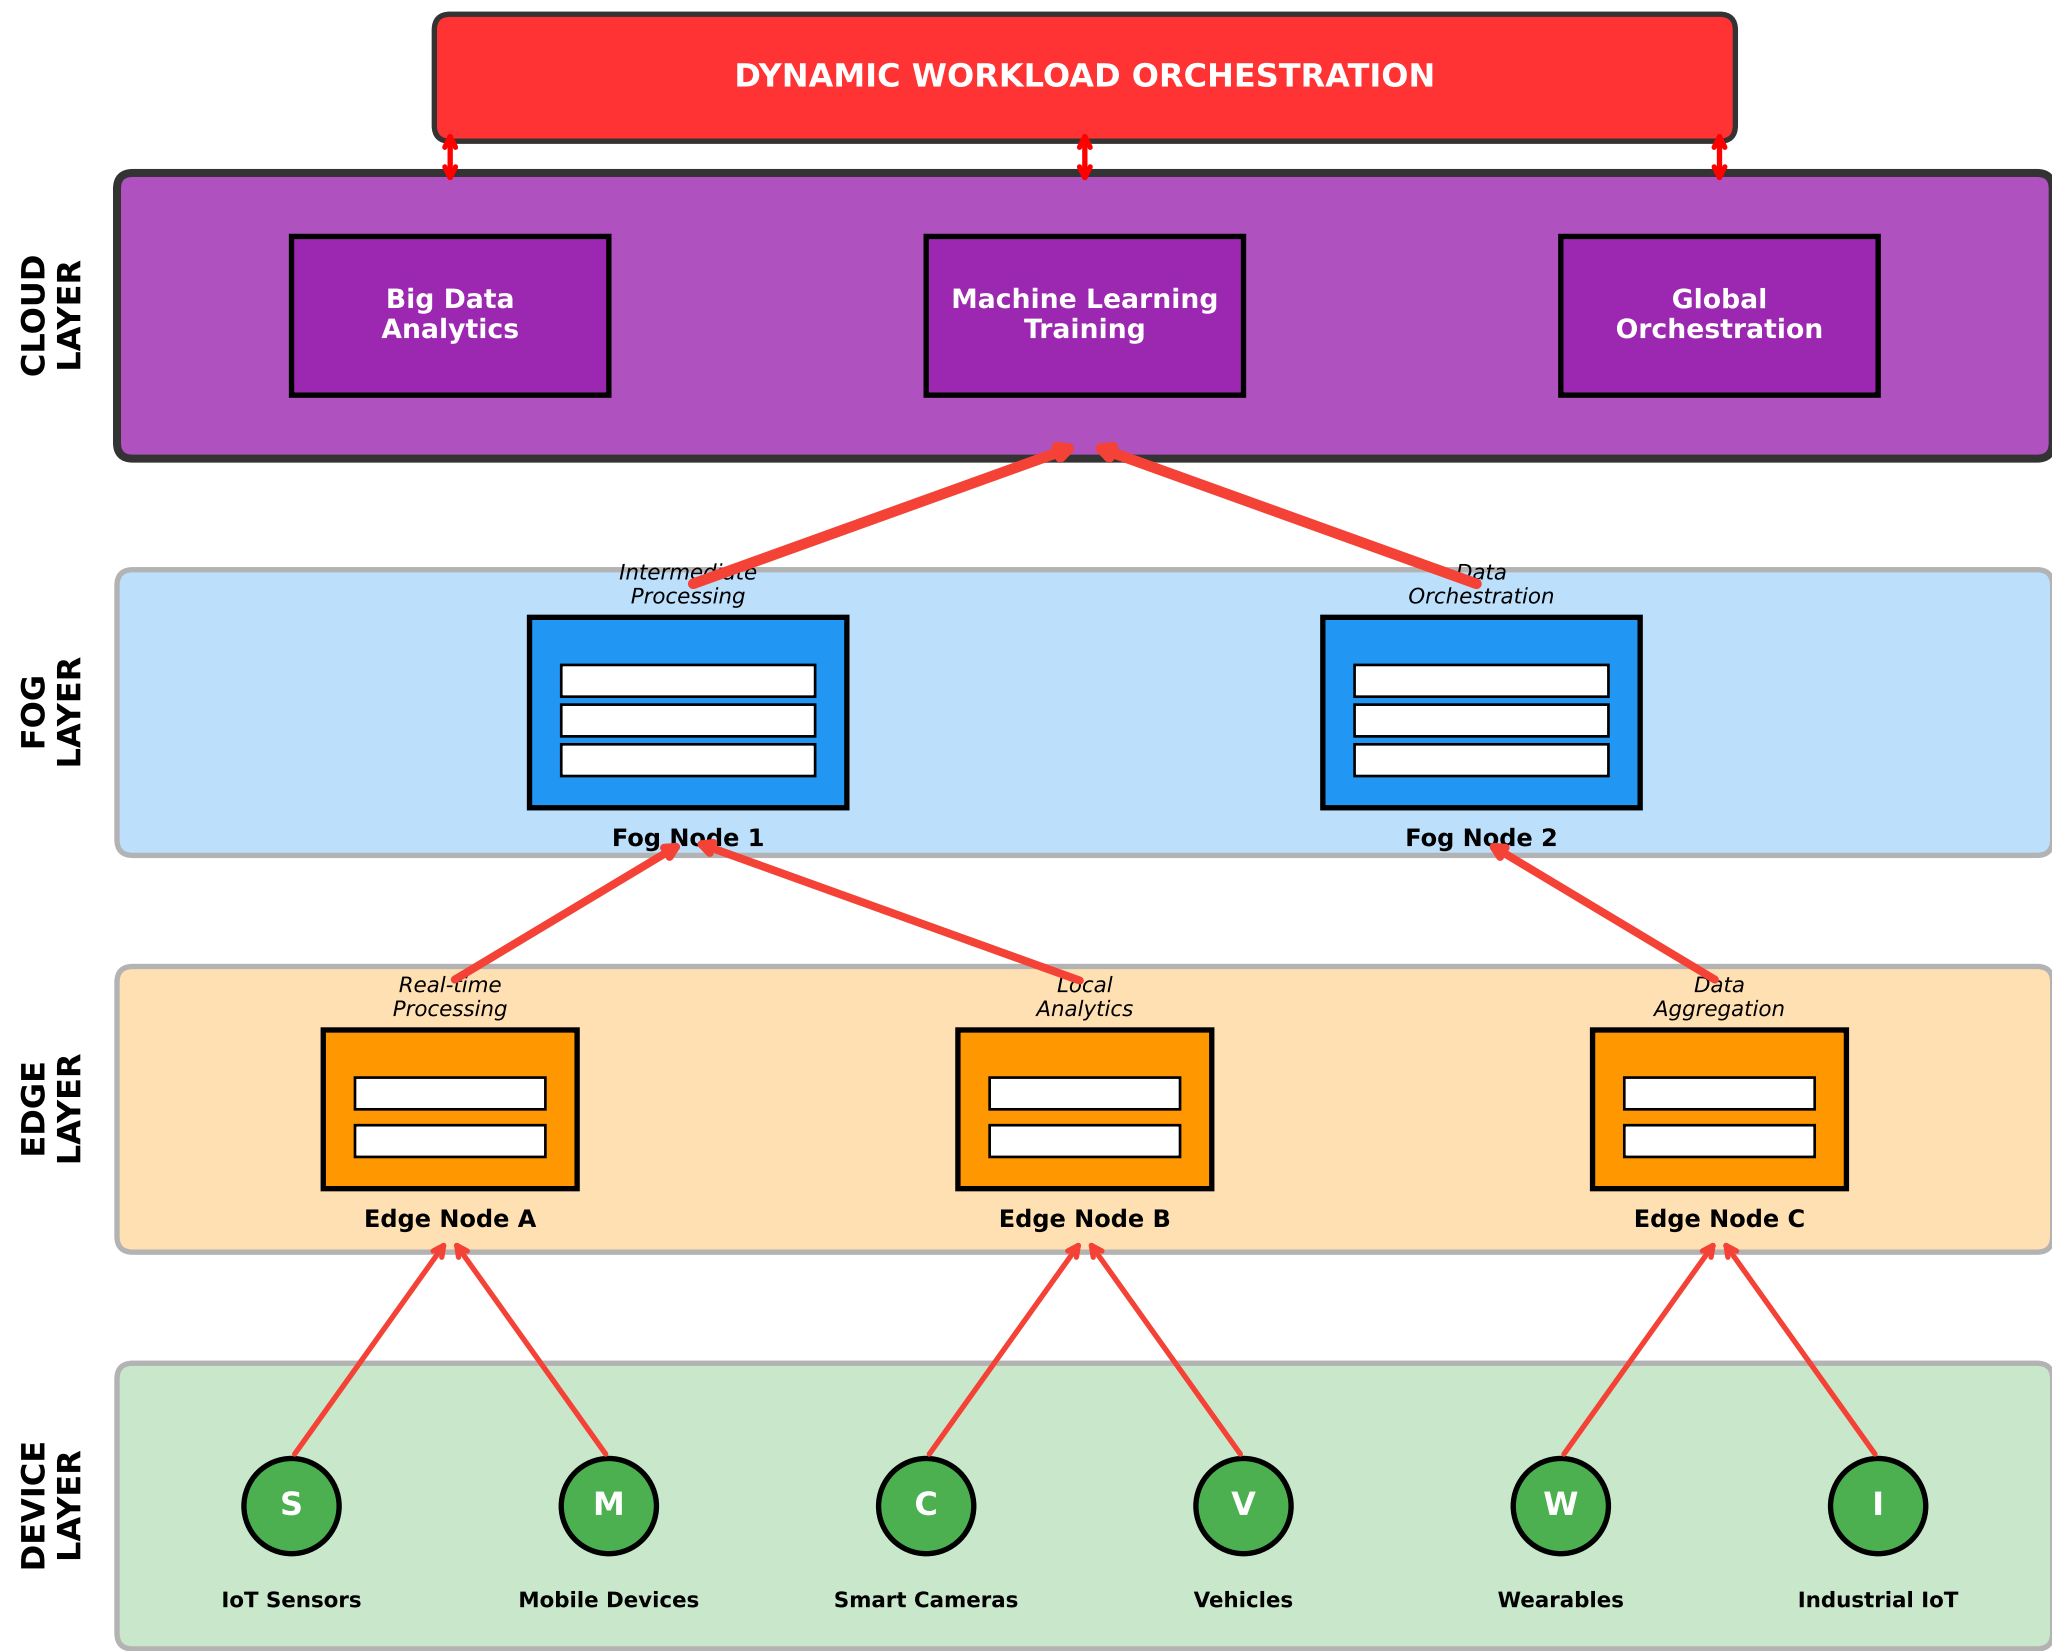 DYNAMIC WORKLOAD ORCHESTRATION
CLOUD
LAYER
Big Data
Analytics
Machine Learning
Training
Global
Orchestration
FOG
LAYER
Intermediate
Processing
Data
Orchestration
Fog Node 1
Fog Node 2
EDGE
LAYER
Real-time
Processing
Local
Analytics
Data
Aggregation
Edge Node A
Edge Node B
Edge Node C
DEVICE
LAYER
S
M
C
V
W
I
IoT Sensors
Mobile Devices
Smart Cameras
Vehicles
Wearables
Industrial IoT